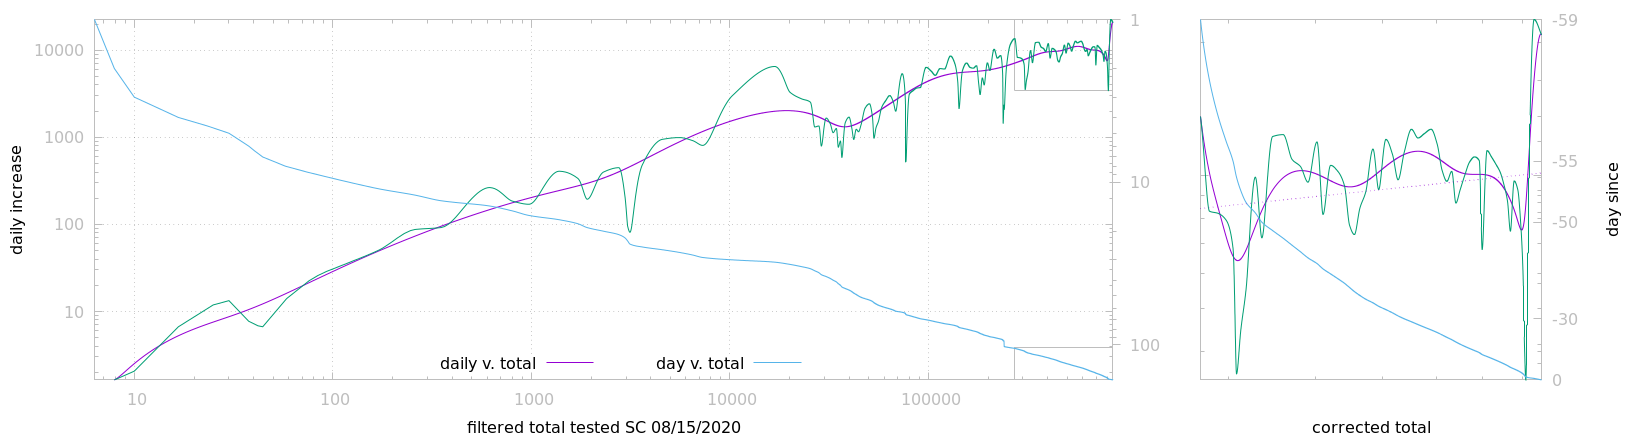 10000
1000
100
10
daily increase
daily v. total
day v. total
10
100
1000
10000
100000
filtered total tested SC 08/15/2020
1
10
100
-59
-55
-50
-30
0
day since
corrected total